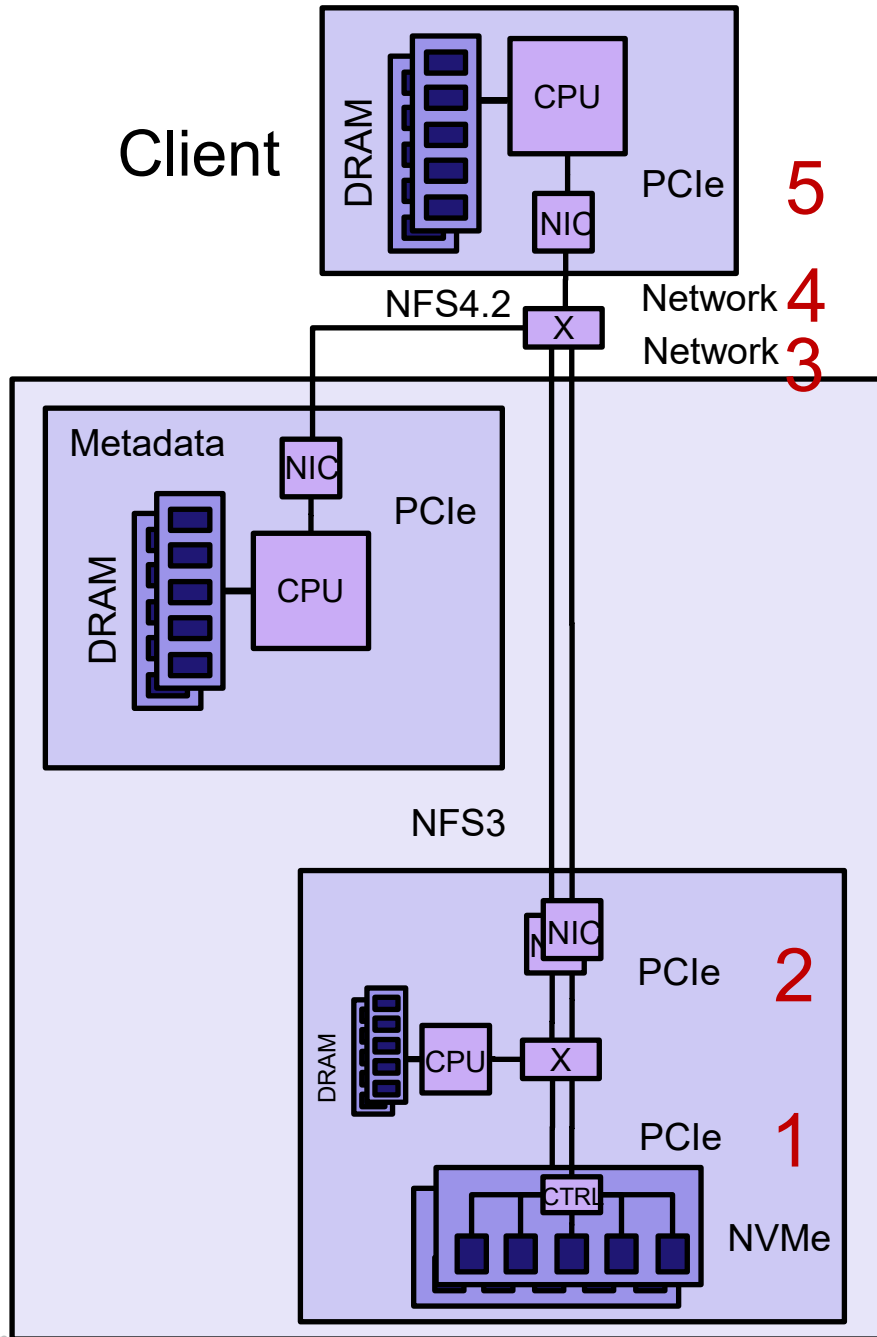 Client
DRAM
CPU
NIC
PCIe
5
NFS4.2
X
Network
4
Network
3
Metadata
NIC
PCIe
DRAM
CPU
NFS3
NIC
N
PCIe
2
DRAM
CPU
X
PCIe
1
CTRL
NVMe